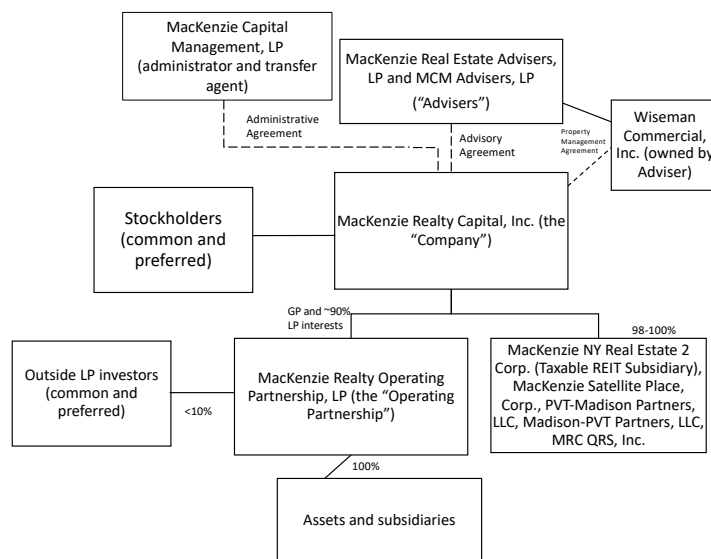 MacKenzie Capital
Management, LP
(administrator and transfer
agent)
MacKenzie Real Estate Advisers,
LP and MCM Advisers, LP
(“Advisers”)
Wiseman
Commercial,
Inc. (owned by
Adviser)
Administrative
Agreement
Advisory
Agreement
Property
Management
Agreement
Stockholders
(common and
preferred)
MacKenzie Realty Capital, Inc. (the
“Company”)
GP and ~90%
LP interests
98-100%
Outside LP investors
(common and
preferred)
<10%
MacKenzie Realty Operating
Partnership, LP (the “Operating
Partnership”)
MacKenzie NY Real Estate 2
Corp. (Taxable REIT Subsidiary),
MacKenzie Satellite Place,
Corp., PVT-Madison Partners,
LLC, Madison-PVT Partners, LLC,
MRC QRS, Inc.
100%
Assets and subsidiaries